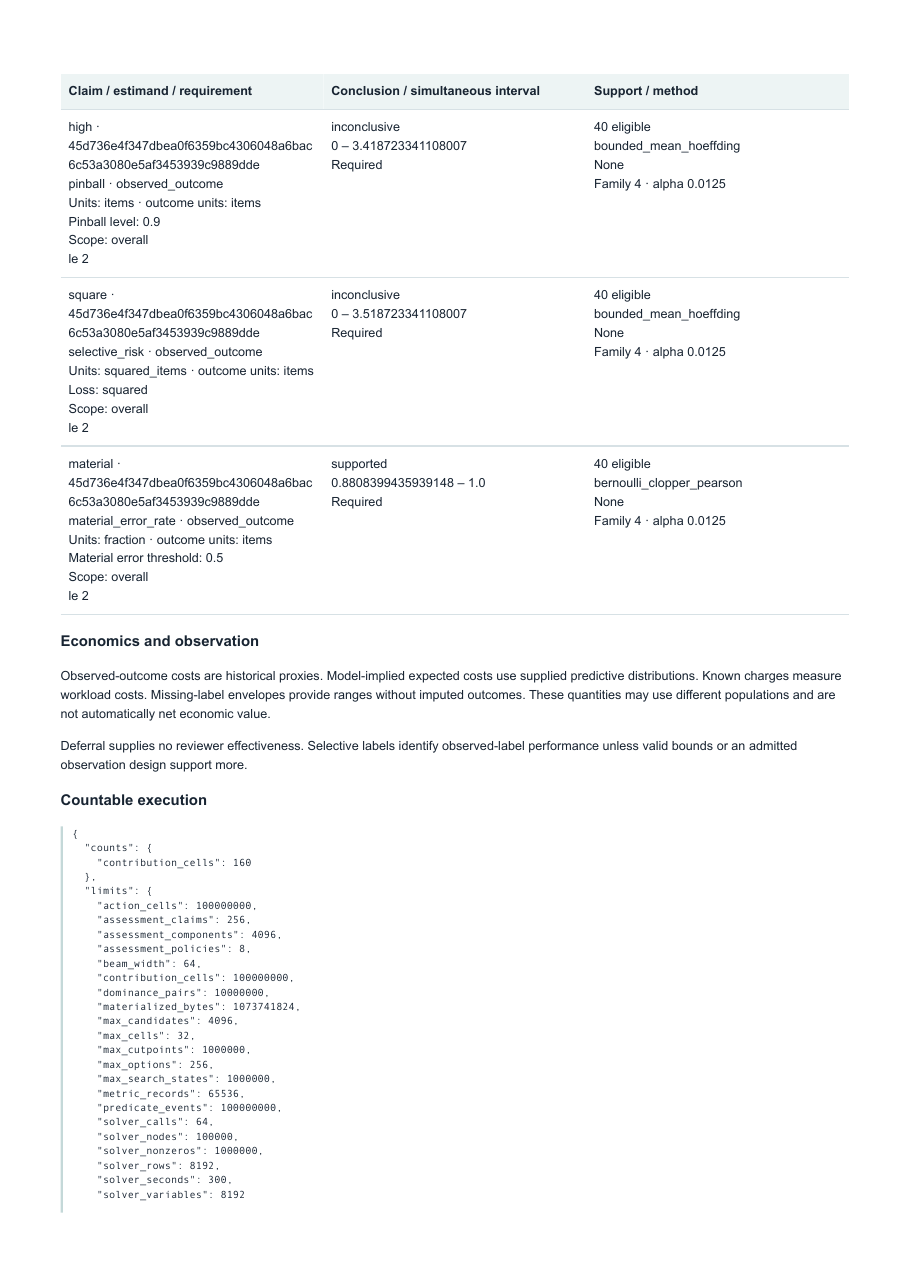 Claim / estimand / requirement
Conclusion / simultaneous interval
Support / method
high ·
45d736e4f347dbea0f6359bc4306048a6bac
6c53a3080e5af3453939c9889dde
pinball · observed_outcome
Units: items · outcome units: items
Pinball level: 0.9
Scope: overall
le 2
inconclusive
0 – 3.418723341108007
Required
40 eligible
bounded_mean_hoeffding
None
Family 4 · alpha 0.0125
square ·
45d736e4f347dbea0f6359bc4306048a6bac
6c53a3080e5af3453939c9889dde
selective_risk · observed_outcome
Units: squared_items · outcome units: items
Loss: squared
Scope: overall
le 2
inconclusive
0 – 3.518723341108007
Required
40 eligible
bounded_mean_hoeffding
None
Family 4 · alpha 0.0125
material ·
45d736e4f347dbea0f6359bc4306048a6bac
6c53a3080e5af3453939c9889dde
material_error_rate · observed_outcome
Units: fraction · outcome units: items
Material error threshold: 0.5
Scope: overall
le 2
supported
0.8808399435939148 – 1.0
Required
40 eligible
bernoulli_clopper_pearson
None
Family 4 · alpha 0.0125
Economics and observation
Observed-outcome costs are historical proxies. Model-implied expected costs use supplied predictive distributions. Known charges measure
workload costs. Missing-label envelopes provide ranges without imputed outcomes. These quantities may use different populations and are
not automatically net economic value.
Deferral supplies no reviewer effectiveness. Selective labels identify observed-label performance unless valid bounds or an admitted
observation design support more.
Countable execution
{
  "counts": {
    "contribution_cells": 160
  },
  "limits": {
    "action_cells": 100000000,
    "assessment_claims": 256,
    "assessment_components": 4096,
    "assessment_policies": 8,
    "beam_width": 64,
    "contribution_cells": 100000000,
    "dominance_pairs": 10000000,
    "materialized_bytes": 1073741824,
    "max_candidates": 4096,
    "max_cells": 32,
    "max_cutpoints": 1000000,
    "max_options": 256,
    "max_search_states": 1000000,
    "metric_records": 65536,
    "predicate_events": 100000000,
    "solver_calls": 64,
    "solver_nodes": 100000,
    "solver_nonzeros": 1000000,
    "solver_rows": 8192,
    "solver_seconds": 300,
    "solver_variables": 8192